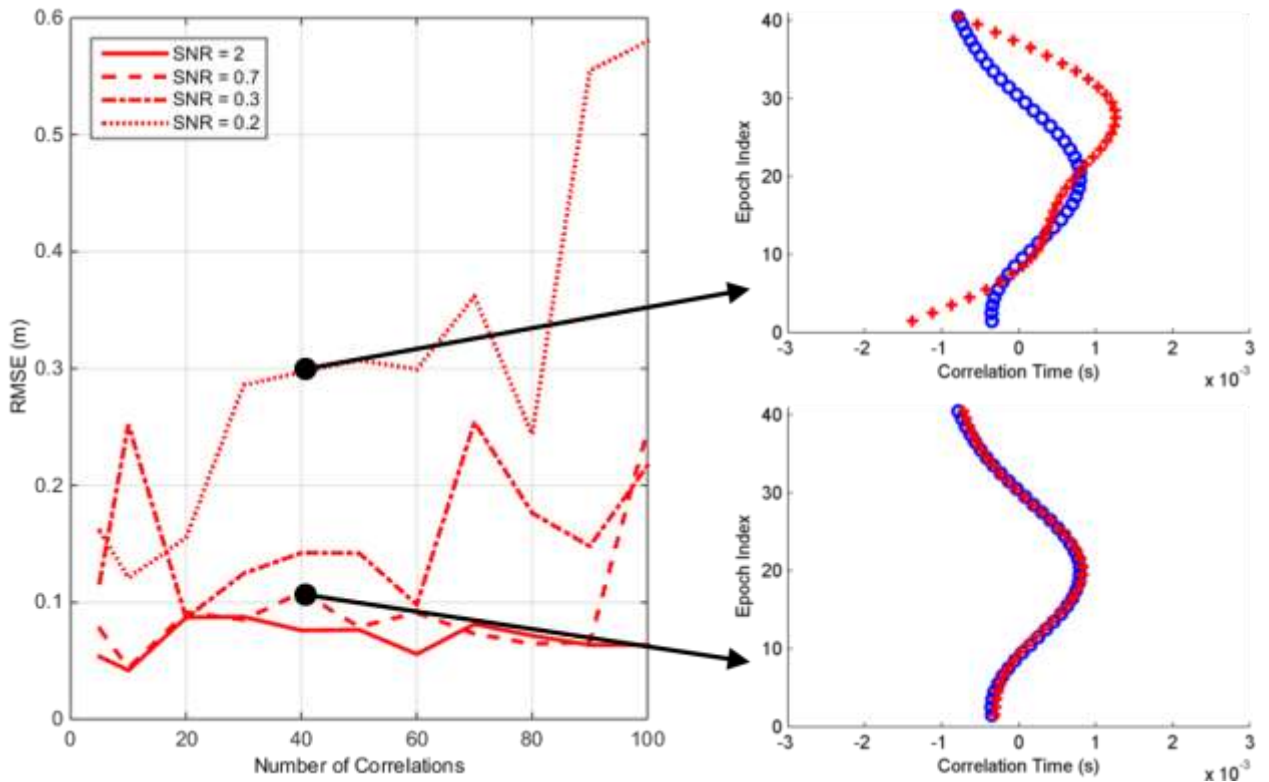 0.6
0.5
0.4
0.3
0.2
0.1
0
RMSE (m)
SNR = 2
SNR = 0.7
SNR = 0.3
SNR = 0.2
0 20 40 60 80 100
Number of Correlations
40
30
20
10
0
Epoch Index
-3 -2 -1 0 1 2 3
Correlation Time (s)
x 10-3
40
30
20
10
0
Epoch Index
-3 -2 -1 0 1 2 3
Correlation Time (s)
x 10-3